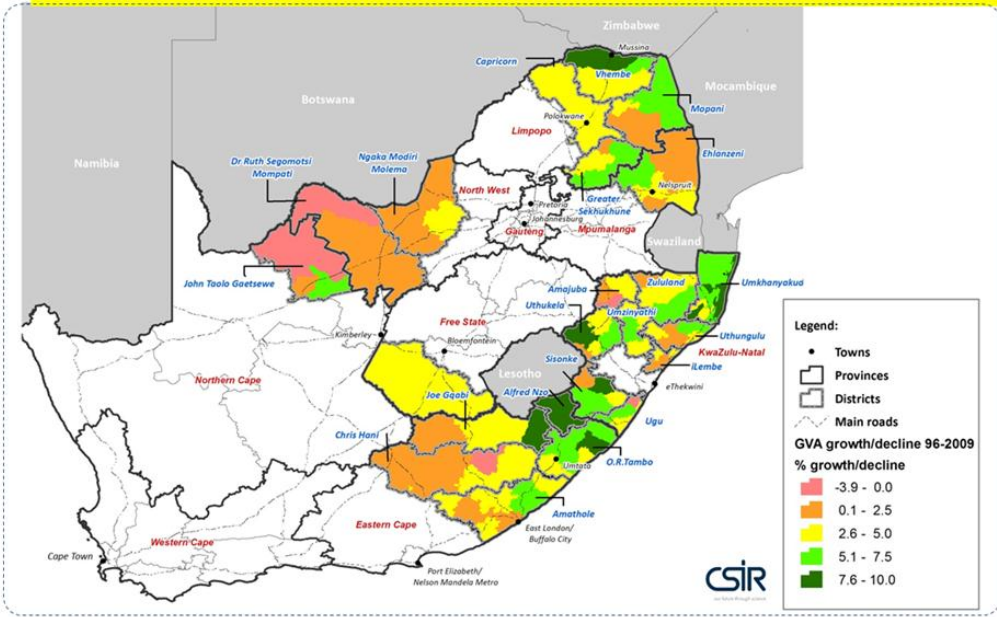 Zimbabwe
Mussina
Capricorn
Vhembe
Mocambique
Botswana
Mopani
Polokwane
Limpopo
Namibia
Dr Ruth Segomotsi
Mompati
Ngaka Modiri
Molema
Ehlanzeni
North West
Nelspruit
Pretoria
Greater
Sekhukhune
Johannesburg
Gauteng
Mpumalanga
Swaziland
John Taolo Gaetsewe
Amajuba
Zululand
Umkhanyakud
Uthukela
Umzinyathi
Free State
Kimberley
Uthungulu
Bloemfontein
KwaZulu-Natal
Sisonke
iLembe
Lesotho
Northern Cape
eThekwini
Alfred Nzo
Joe Gqabi
Ugu
Chris Hani
O.R.Tambo
Umtata
Amathole
Eastern Cape
East London/
Buffalo City
Western Cape
Cape Town
Port Elizabeth/
Nelson Mandela Metro
Legend:
Towns
Provinces
Districts
Main roads
GVA growth/decline 96-2009
% growth/decline
-3.9 - 0.0
0.1 - 2.5
2.6 - 5.0
5.1 - 7.5
7.6 - 10.0
CSIR